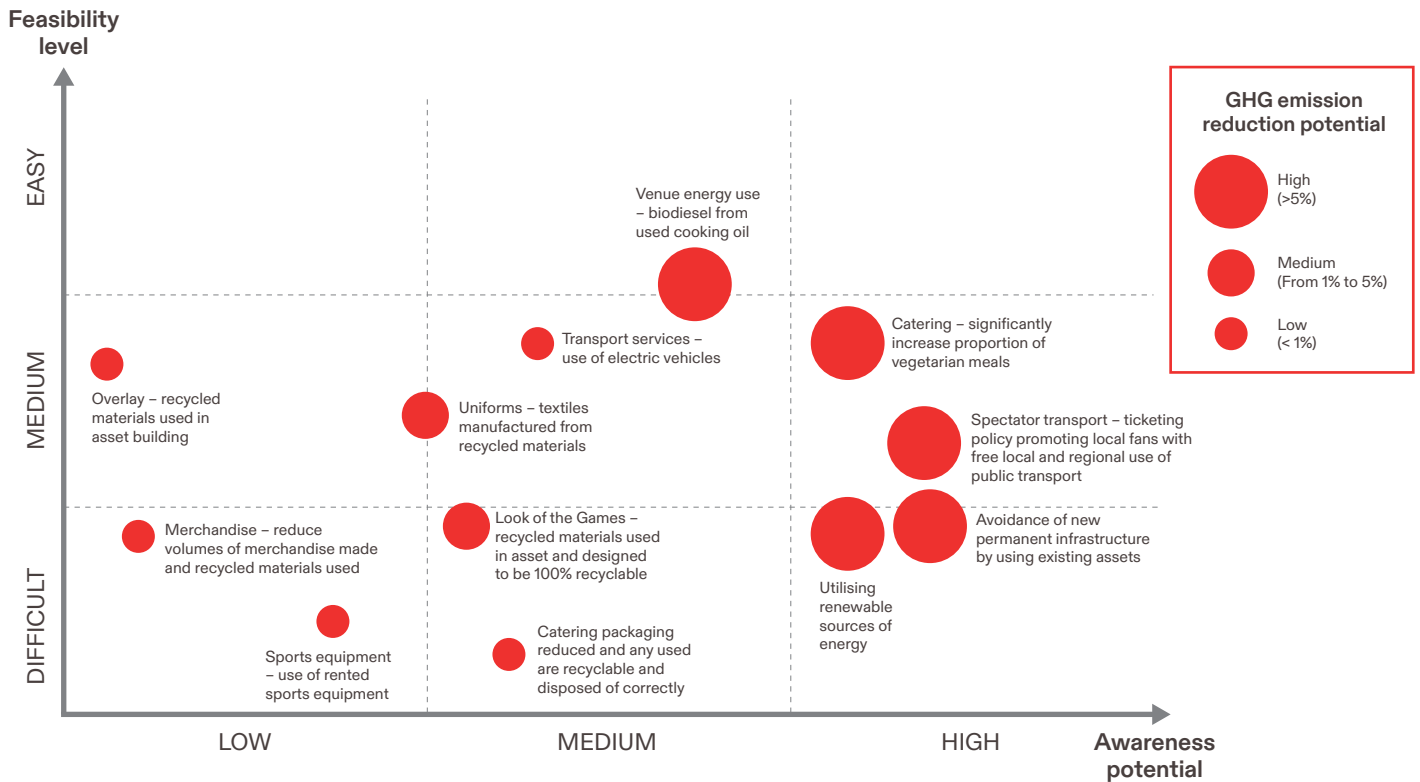 Feasibility
level
EASY
MEDIUM
DIFFICULT
Venue energy use
– biodiesel from
used cooking oil
Transport services –
use of electric vehicles
Catering – significantly
increase proportion of
vegetarian meals
Overlay – recycled
materials used in
asset building
Uniforms – textiles
manufactured from
recycled materials
Spectator transport – ticketing
policy promoting local fans with
free local and regional use of
public transport
Merchandise – reduce
volumes of merchandise made
and recycled materials used
Look of the Games –
recycled materials used
in asset and designed
to be 100% recyclable
Avoidance of new
permanent infrastructure
by using existing assets
Utilising
renewable
sources of
energy
Sports equipment
– use of rented
sports equipment
Catering packaging
reduced and any used
are recyclable and
disposed of correctly
LOW
MEDIUM
HIGH
Awareness
potential
GHG emission
reduction potential
High
(>5%)
Medium
(From 1% to 5%)
Low
(< 1%)